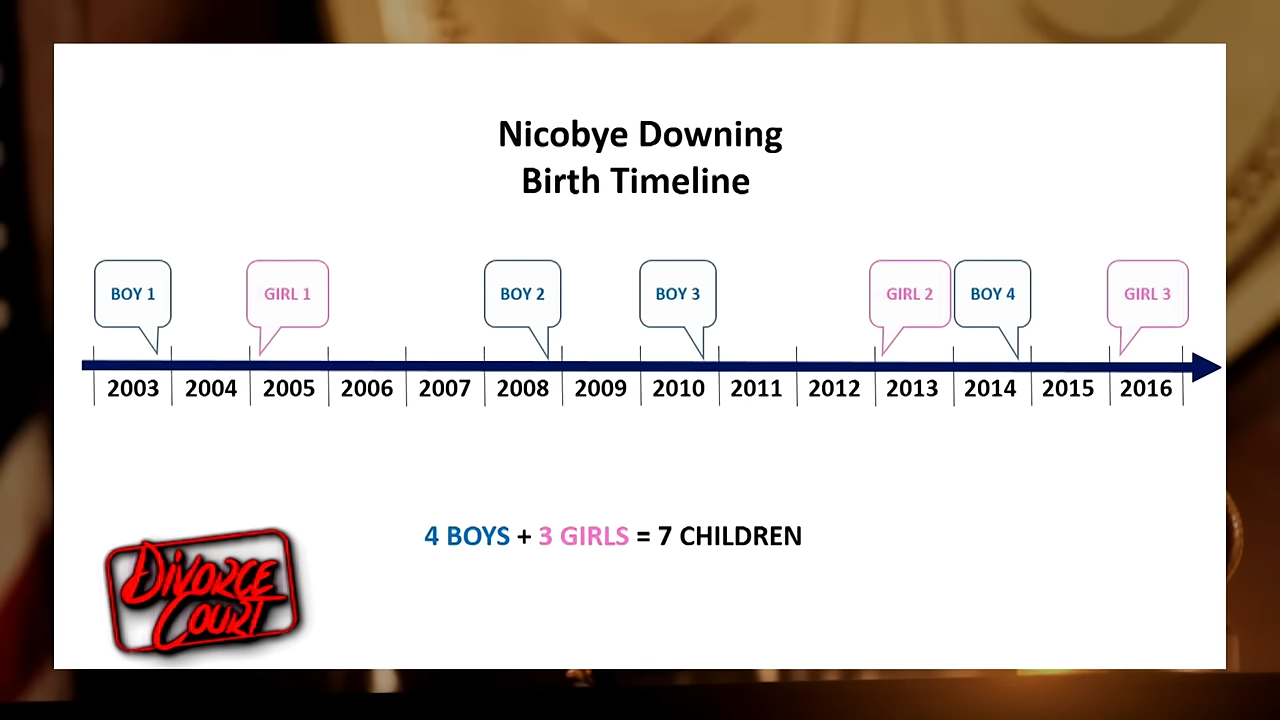 Nicobye Downing
Birth Timeline
BOY 1 GIRL 1 BOY 2 BOY 3 GIRL 2 BOY 4 GIRL 3
2003 2004 2005 2006 2007 2008 2009 2010 2011 2012 2013 2014 2015 2016
4 BOYS + 3 GIRLS = 7 CHILDREN
DIVORCE
COURT